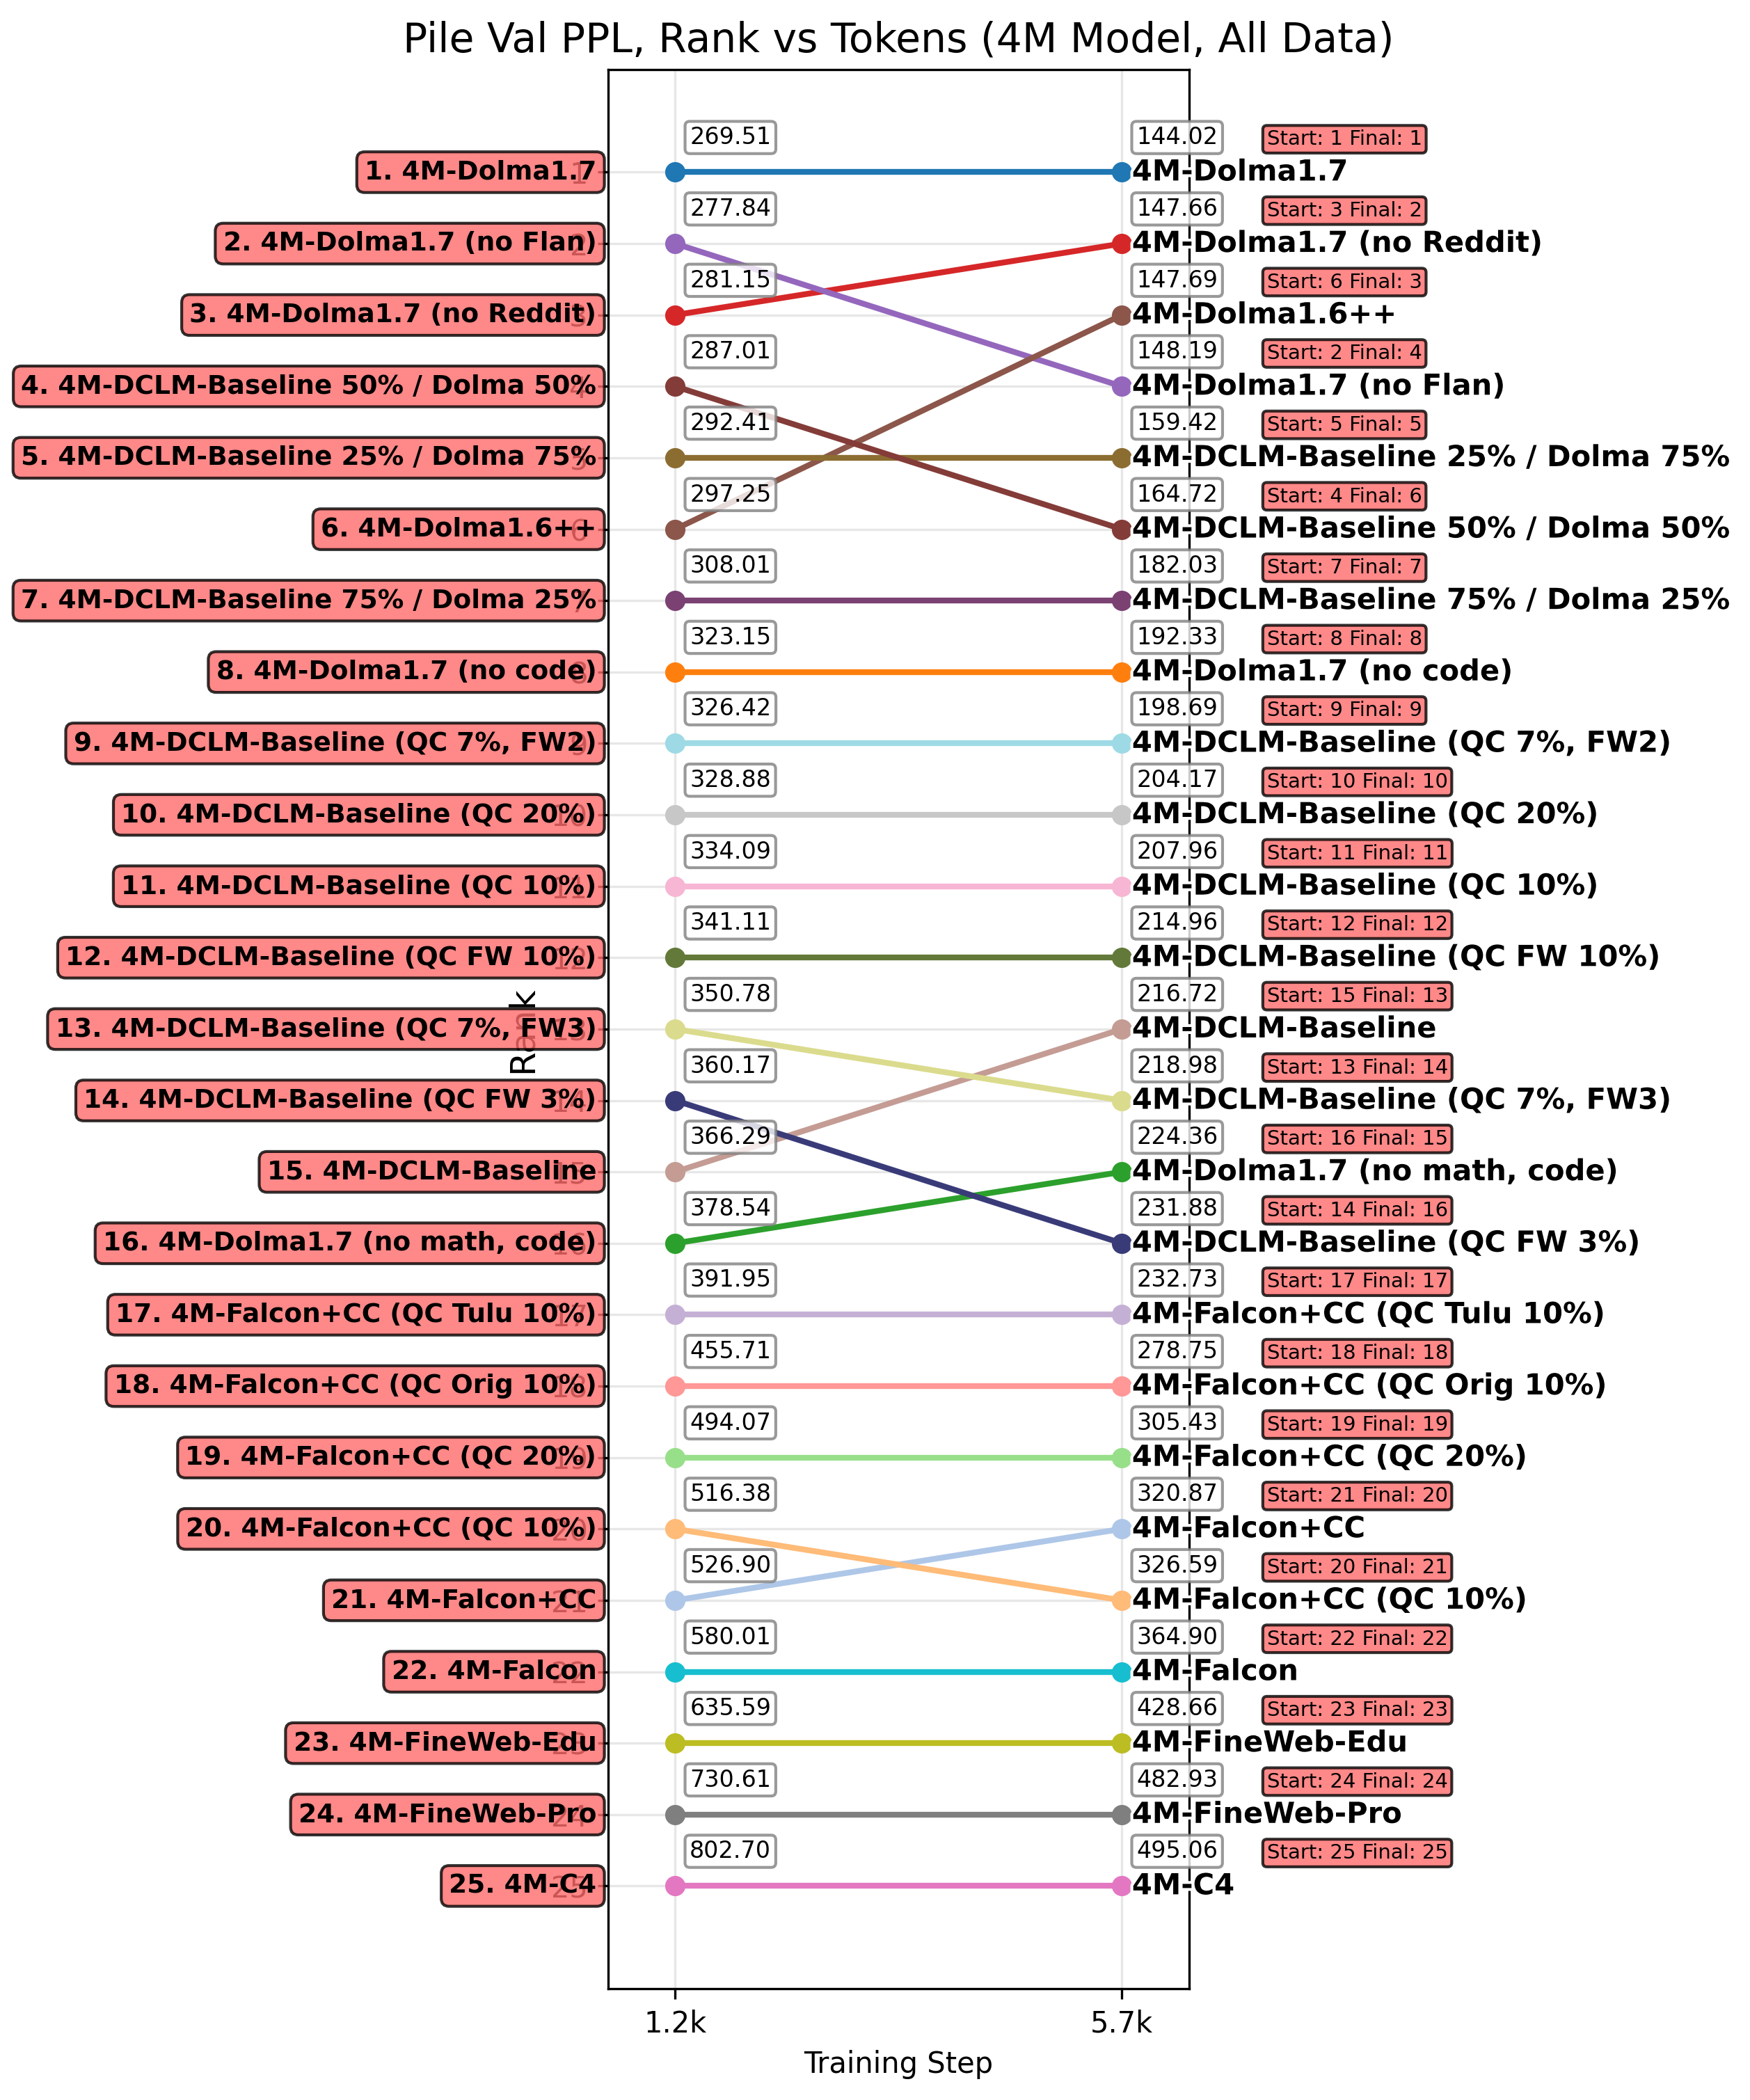 Pile Val PPL, Rank vs Tokens (4M Model, All Data)
269.51 144.02 Start: 1 Final: 1
1. 4M-Dolma1.7 1 4M-Dolma1.7
277.84 147.66 Start: 3 Final: 2
2. 4M-Dolma1.7 (no Flan) 2 4M-Dolma1.7 (no Reddit)
281.15 147.69 Start: 6 Final: 3
3. 4M-Dolma1.7 (no Reddit) 3 4M-Dolma1.6++
287.01 148.19 Start: 2 Final: 4
4. 4M-DCLM-Baseline 50% / Dolma 50% 4 4M-Dolma1.7 (no Flan)
292.41 159.42 Start: 5 Final: 5
5. 4M-DCLM-Baseline 25% / Dolma 75% 5 4M-DCLM-Baseline 25% / Dolma 75%
297.25 164.72 Start: 4 Final: 6
6. 4M-Dolma1.6++ 6 4M-DCLM-Baseline 50% / Dolma 50%
308.01 182.03 Start: 7 Final: 7
7. 4M-DCLM-Baseline 75% / Dolma 25% 7 4M-DCLM-Baseline 75% / Dolma 25%
323.15 192.33 Start: 8 Final: 8
8. 4M-Dolma1.7 (no code) 8 4M-Dolma1.7 (no code)
326.42 198.69 Start: 9 Final: 9
9. 4M-DCLM-Baseline (QC 7%, FW2) 9 4M-DCLM-Baseline (QC 7%, FW2)
328.88 204.17 Start: 10 Final: 10
10. 4M-DCLM-Baseline (QC 20%) 10 4M-DCLM-Baseline (QC 20%)
334.09 207.96 Start: 11 Final: 11
11. 4M-DCLM-Baseline (QC 10%) 11 4M-DCLM-Baseline (QC 10%)
341.11 214.96 Start: 12 Final: 12
12. 4M-DCLM-Baseline (QC FW 10%) 12 4M-DCLM-Baseline (QC FW 10%)
350.78 216.72 Start: 15 Final: 13
13. 4M-DCLM-Baseline (QC 7%, FW3) 13 4M-DCLM-Baseline
Rank
360.17 218.98 Start: 13 Final: 14
14. 4M-DCLM-Baseline (QC FW 3%) 14 4M-DCLM-Baseline (QC 7%, FW3)
366.29 224.36 Start: 16 Final: 15
15. 4M-DCLM-Baseline 15 4M-Dolma1.7 (no math, code)
378.54 231.88 Start: 14 Final: 16
16. 4M-Dolma1.7 (no math, code) 16 4M-DCLM-Baseline (QC FW 3%)
391.95 232.73 Start: 17 Final: 17
17. 4M-Falcon+CC (QC Tulu 10%) 17 4M-Falcon+CC (QC Tulu 10%)
455.71 278.75 Start: 18 Final: 18
18. 4M-Falcon+CC (QC Orig 10%) 18 4M-Falcon+CC (QC Orig 10%)
494.07 305.43 Start: 19 Final: 19
19. 4M-Falcon+CC (QC 20%) 19 4M-Falcon+CC (QC 20%)
516.38 320.87 Start: 21 Final: 20
20. 4M-Falcon+CC (QC 10%) 20 4M-Falcon+CC
526.90 326.59 Start: 20 Final: 21
21. 4M-Falcon+CC 21 4M-Falcon+CC (QC 10%)
580.01 364.90 Start: 22 Final: 22
22. 4M-Falcon 22 4M-Falcon
635.59 428.66 Start: 23 Final: 23
23. 4M-FineWeb-Edu 23 4M-FineWeb-Edu
730.61 482.93 Start: 24 Final: 24
24. 4M-FineWeb-Pro 24 4M-FineWeb-Pro
802.70 495.06 Start: 25 Final: 25
25. 4M-C4 25 4M-C4
1.2k 5.7k
Training Step